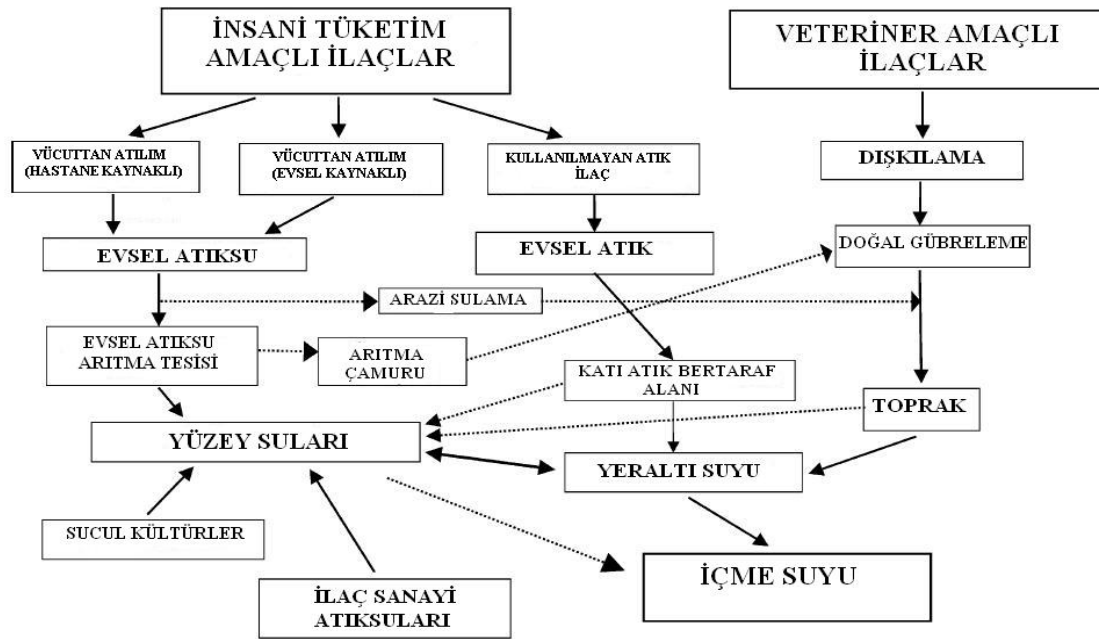 İNSANİ TÜKETİM
AMAÇLI İLAÇLAR
VETERİNER AMAÇLI
İLAÇLAR
VÜCUTTAN ATILIM
(HASTANE KAYNAKLI)
VÜCUTTAN ATILIM
(EVSEL KAYNAKLI)
KULLANILMAYAN ATIK
İLAÇ
DIŞKILAMA
EVSEL ATIKSU
EVSEL ATIK
DOĞAL GÜBRELEME
ARAZİ SULAMA
EVSEL ATIKSU
ARITMA TESİSİ
ARITMA
ÇAMURU
KATI ATIK BERTARAF
ALANI
TOPRAK
YÜZEY SULARI
YERALTI SUYU
SUCUL KÜLTÜRLER
İLAÇ SANAYİ
ATIKSULARI
İÇME SUYU